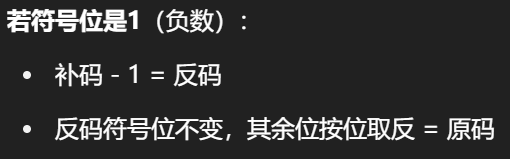 若符号位是1（负数）：
• 补码 - 1 = 反码
• 反码符号位不变，其余位按位取反 = 原码